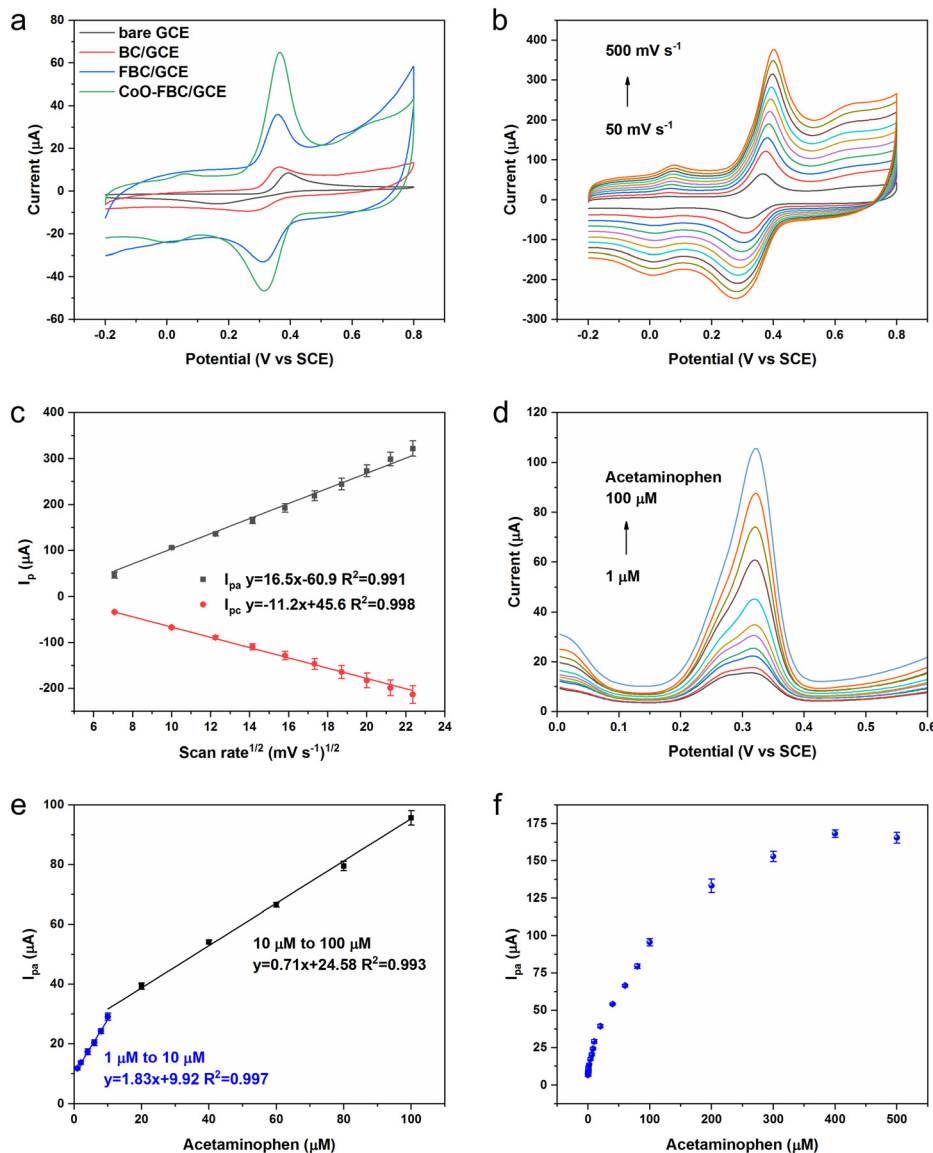 a
bare GCE
BC/GCE
FBC/GCE
CoO-FBC/GCE
80
60
40
20
0
-20
-40
-60
Current (μA)
-0.2 0.0 0.2 0.4 0.6 0.8
Potential (V vs SCE)
b
500 mV s⁻¹
50 mV s⁻¹
500
400
300
200
100
0
-100
-200
-300
Current (μA)
-0.2 0.0 0.2 0.4 0.6 0.8
Potential (V vs SCE)
c
400
300
200
100
0
-100
-200
Iₚ (μA)
Iₚₐ y=16.5x-60.9 R²=0.991
Ipc y=-11.2x+45.6 R²=0.998
6 8 10 12 14 16 18 20 22 24
Scan rate¹ᐟ² (mV s⁻¹)¹ᐟ²
d
Acetaminophen
100 μM
1 μM
120
100
80
60
40
20
0
Current (μA)
0.0 0.1 0.2 0.3 0.4 0.5 0.6
Potential (V vs SCE)
e
100
80
60
40
20
0
Iₚₐ (μA)
10 μM to 100 μM
y=0.71x+24.58 R²=0.993
1 μM to 10 μM
y=1.83x+9.92 R²=0.997
0 20 40 60 80 100
Acetaminophen (μM)
f
175
150
125
100
75
50
25
0
Iₚₐ (μA)
0 100 200 300 400 500
Acetaminophen (μM)